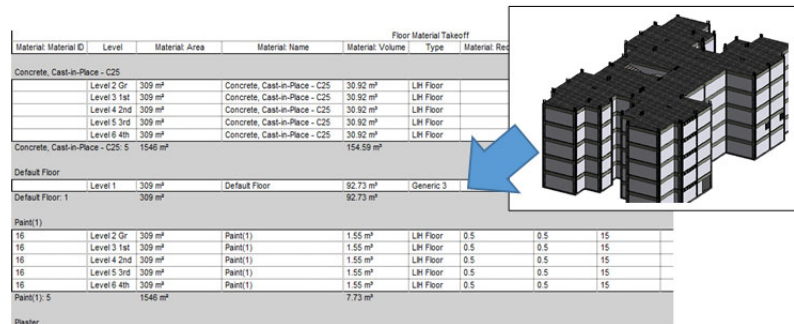 Floor Material Takeoff
Material: Material ID Level Material: Area Material: Name Material: Volume Type Material: Rec
Concrete, Cast-in-Place - C25
Level 2 Gr 309 m² Concrete, Cast-in-Place - C25 30.92 m³ LIH Floor
Level 3 1st 309 m² Concrete, Cast-in-Place - C25 30.92 m³ LIH Floor
Level 4 2nd 309 m² Concrete, Cast-in-Place - C25 30.92 m³ LIH Floor
Level 5 3rd 309 m² Concrete, Cast-in-Place - C25 30.92 m³ LIH Floor
Level 6 4th 309 m² Concrete, Cast-in-Place - C25 30.92 m³ LIH Floor
Concrete, Cast-in-Place - C25: 5 1546 m² 154.59 m³
Default Floor
Level 1 309 m² Default Floor 92.73 m³ Generic 3
Default Floor: 1 309 m² 92.73 m³
Paint(1)
16 Level 2 Gr 309 m² Paint(1) 1.55 m³ LIH Floor 0.5 0.5 15
16 Level 3 1st 309 m² Paint(1) 1.55 m³ LIH Floor 0.5 0.5 15
16 Level 4 2nd 309 m² Paint(1) 1.55 m³ LIH Floor 0.5 0.5 15
16 Level 5 3rd 309 m² Paint(1) 1.55 m³ LIH Floor 0.5 0.5 15
16 Level 6 4th 309 m² Paint(1) 1.55 m³ LIH Floor 0.5 0.5 15
Paint(1): 5 1546 m² 7.73 m³
Plaster